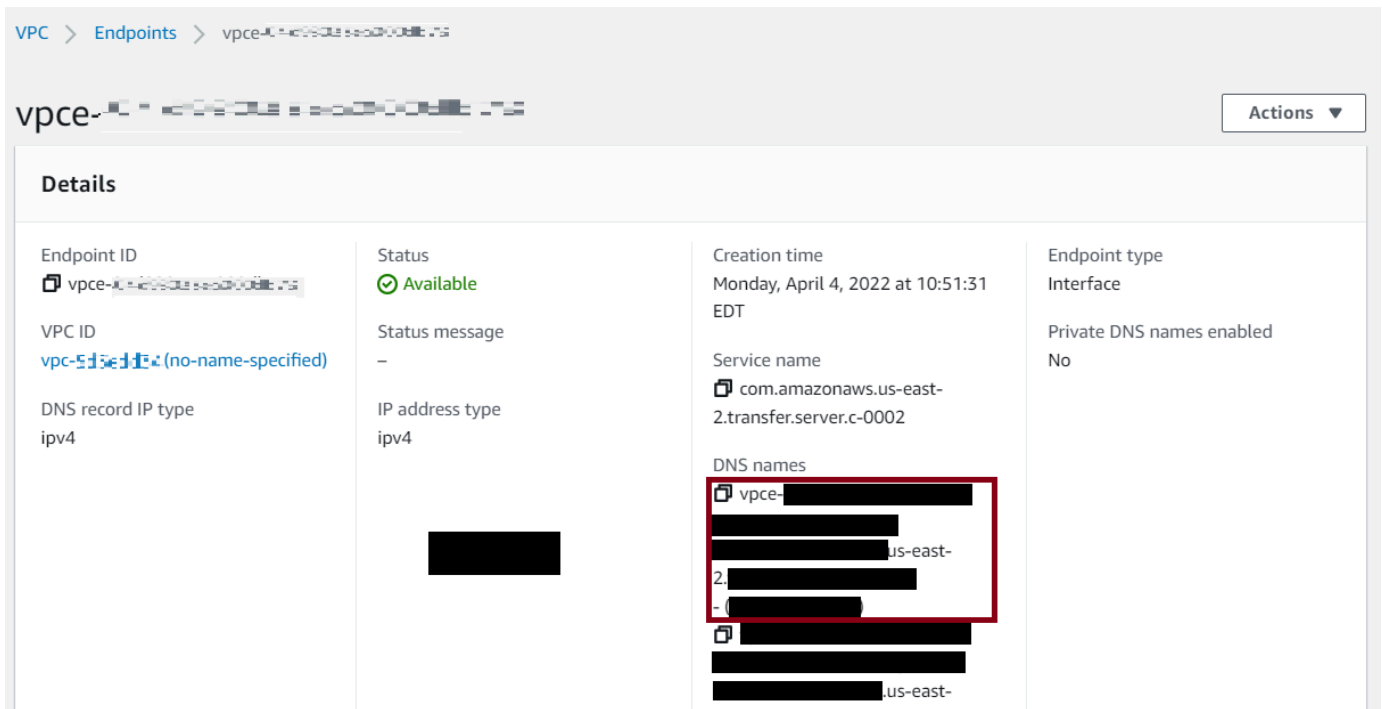 VPC > Endpoints > vpce-
vpce-
Actions ▼
Details
Endpoint ID
vpce-
VPC ID
vpc- (no-name-specified)
DNS record IP type
ipv4
Status
Available
Status message
–
IP address type
ipv4
Creation time
Monday, April 4, 2022 at 10:51:31
EDT
Service name
com.amazonaws.us-east-
2.transfer.server.c-0002
DNS names
vpce-
.us-east-
2.
- ( )
.us-east-
Endpoint type
Interface
Private DNS names enabled
No